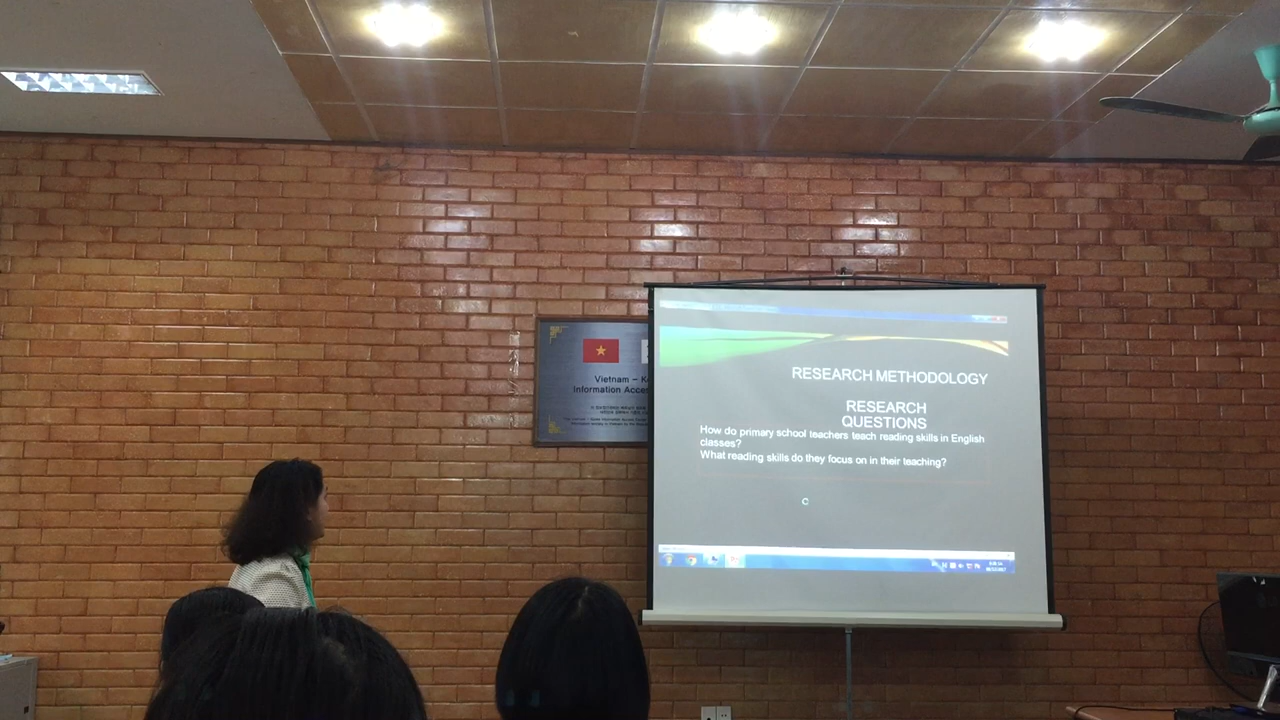 Vietnam – K
Information Acce
RESEARCH METHODOLOGY
RESEARCH
QUESTIONS
How do primary school teachers teach reading skills in English
classes?
What reading skills do they focus on in their teaching?